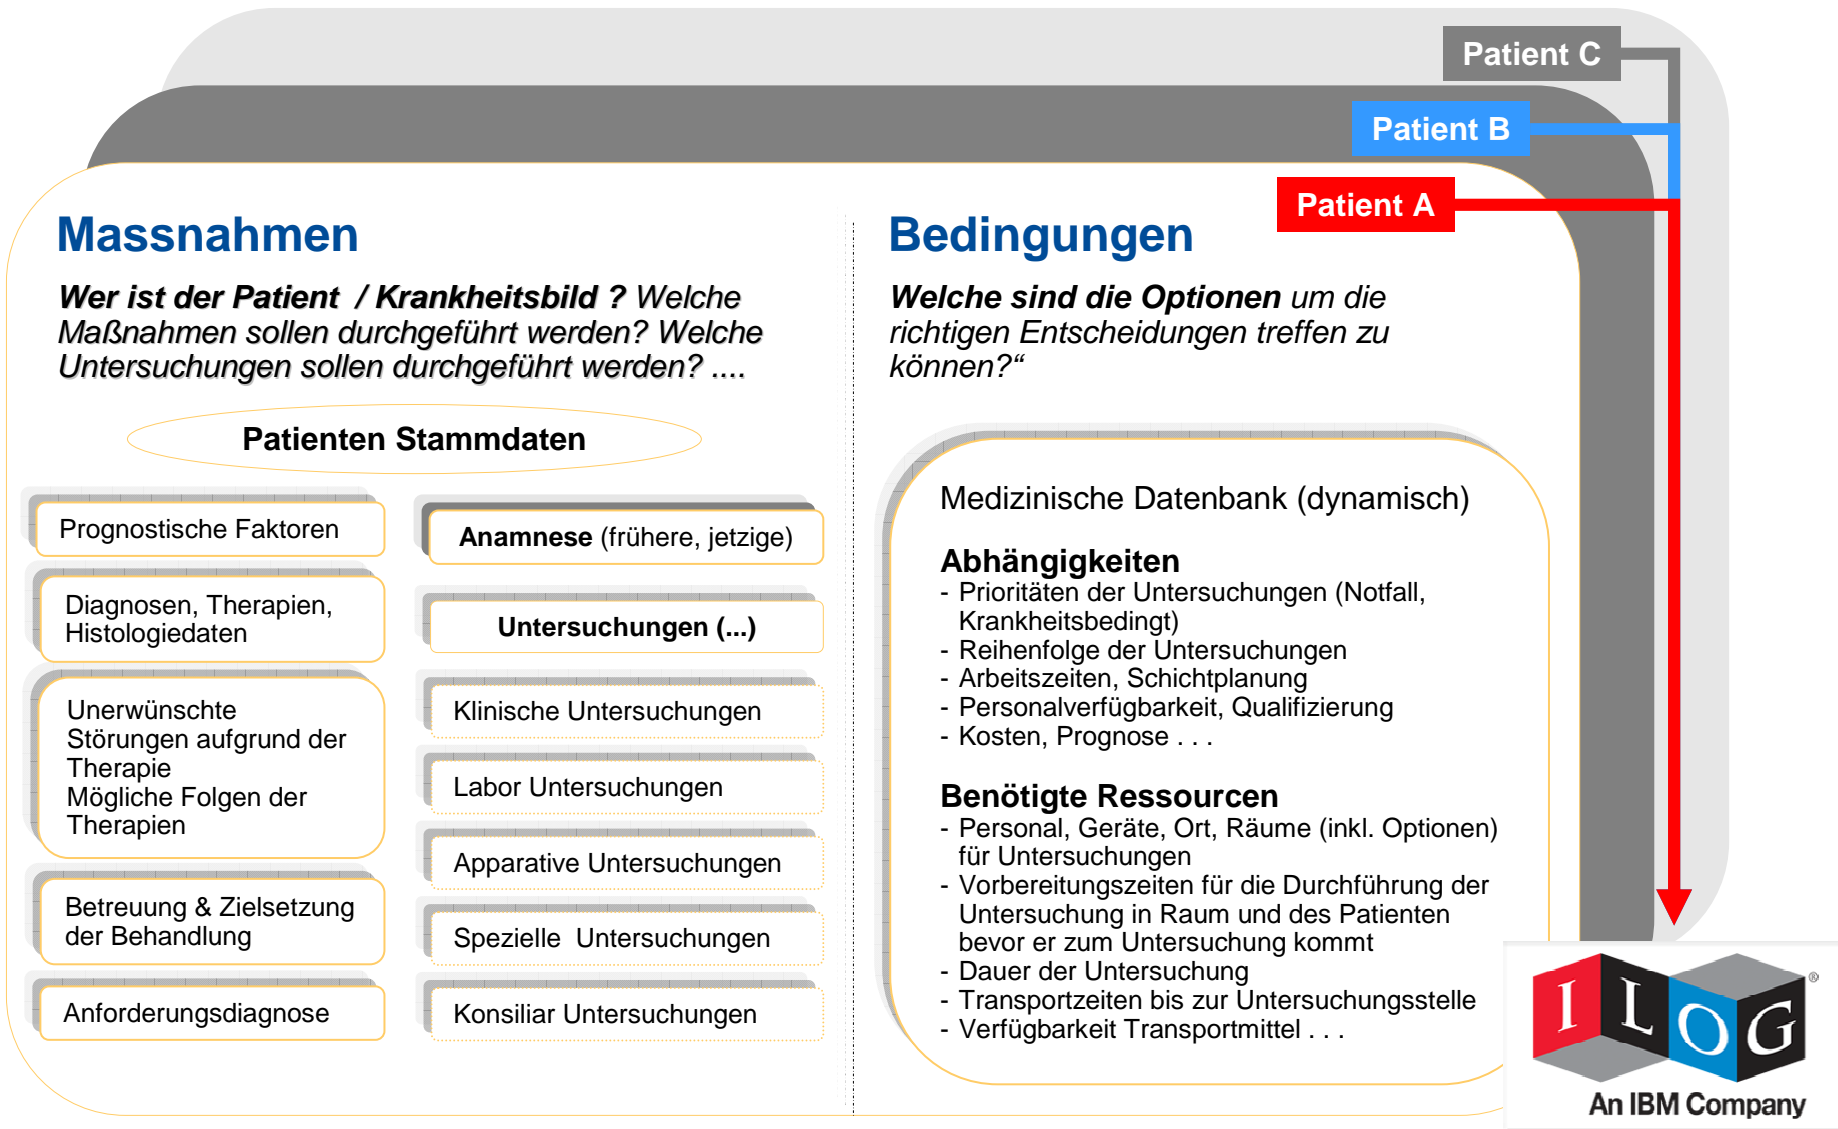 Patient C
Patient B
Patient A
Massnahmen
Wer ist der Patient / Krankheitsbild ? Welche
Maßnahmen sollen durchgeführt werden? Welche
Untersuchungen sollen durchgeführt werden? ....
Patienten Stammdaten
Prognostische Faktoren
Diagnosen, Therapien,
Histologiedaten
Unerwünschte
Störungen aufgrund der
Therapie
Mögliche Folgen der
Therapien
Betreuung & Zielsetzung
der Behandlung
Anforderungsdiagnose
Anamnese (frühere, jetzige)
Untersuchungen (...)
Klinische Untersuchungen
Labor Untersuchungen
Apparative Untersuchungen
Spezielle Untersuchungen
Konsiliar Untersuchungen
Bedingungen
Welche sind die Optionen um die
richtigen Entscheidungen treffen zu
können?“
Medizinische Datenbank (dynamisch)
Abhängigkeiten
- Prioritäten der Untersuchungen (Notfall,
Krankheitsbedingt)
- Reihenfolge der Untersuchungen
- Arbeitszeiten, Schichtplanung
- Personalverfügbarkeit, Qualifizierung
- Kosten, Prognose . . .
Benötigte Ressourcen
- Personal, Geräte, Ort, Räume (inkl. Optionen)
für Untersuchungen
- Vorbereitungszeiten für die Durchführung der
Untersuchung in Raum und des Patienten
bevor er zum Untersuchung kommt
- Dauer der Untersuchung
- Transportzeiten bis zur Untersuchungsstelle
- Verfügbarkeit Transportmittel . . .
ILOG®
An IBM Company